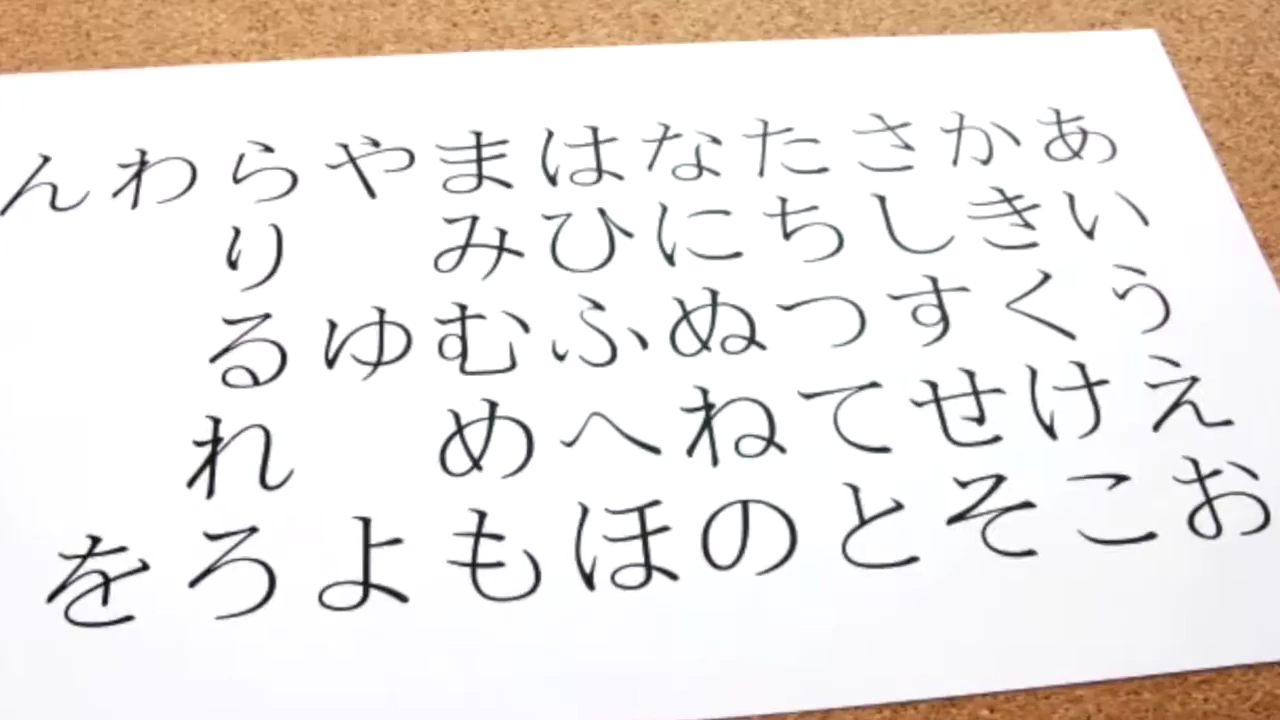 あいうえお
かきくけこ
さしすせそ
たちつてと
なにぬねの
はひふへほ
まみむめも
やゆよ
らりるれろ
わを
ん